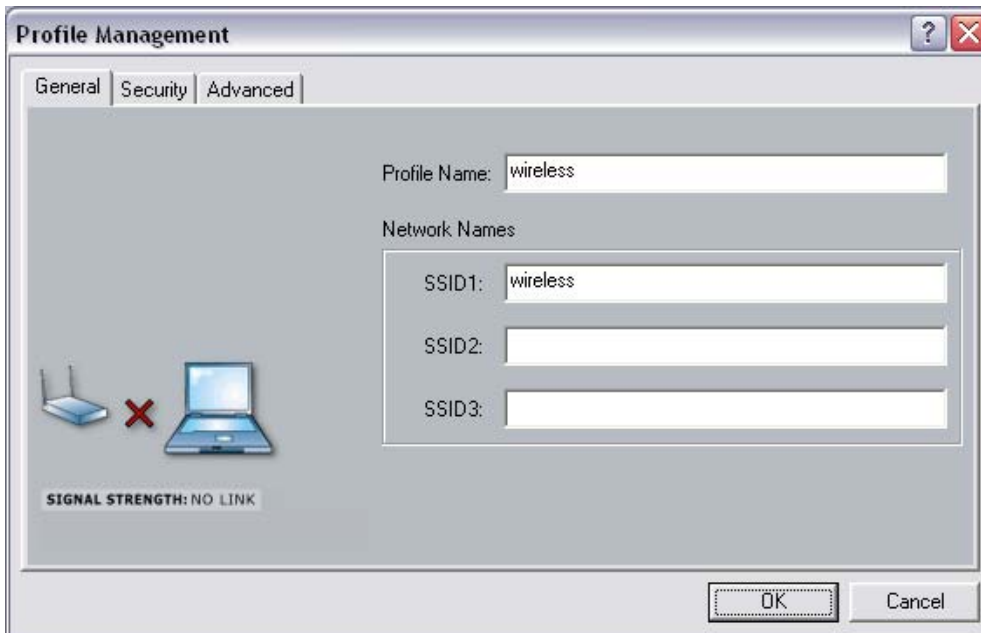 Profile Management
General Security Advanced
Profile Name: wireless
Network Names
SSID1: wireless
SSID2:
SSID3:
SIGNAL STRENGTH: NO LINK
OK Cancel